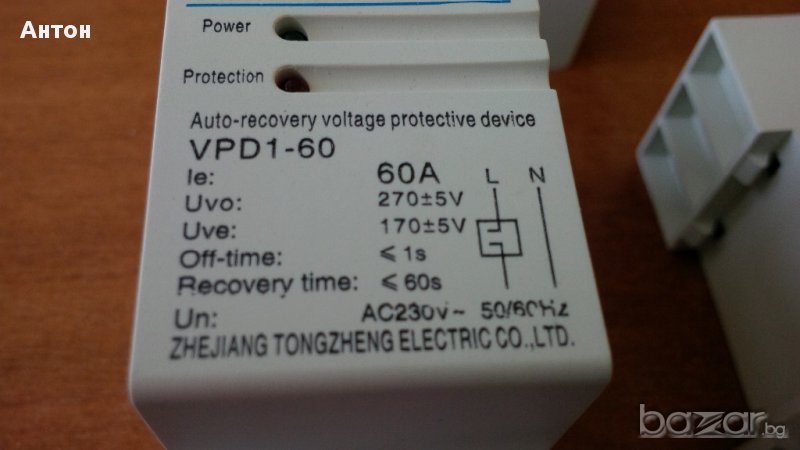 Антон
Power
Protection
Auto-recovery voltage protective device
VPD1-60
Ie: 60A L N
Uvo: 270±5V
Uve: 170±5V
Off-time: ≤ 1s
Recovery time: ≤ 60s
Un: AC230v~ 50/60Hz
ZHEJIANG TONGZHENG ELECTRIC CO.,LTD.
bazar.bg